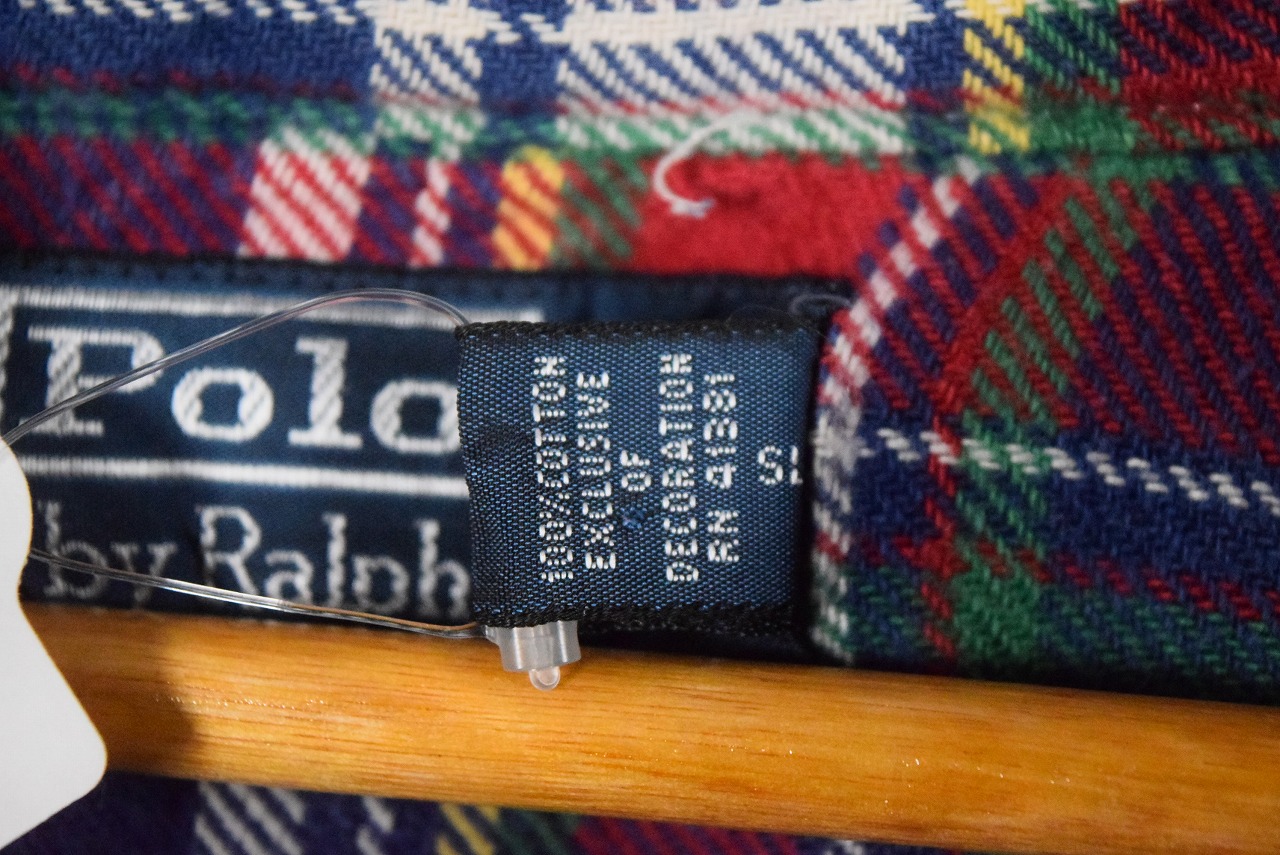 Polo
by Ralph
100% COTTON
EXCLUSIVE
OF
DECORATION
RN 41381